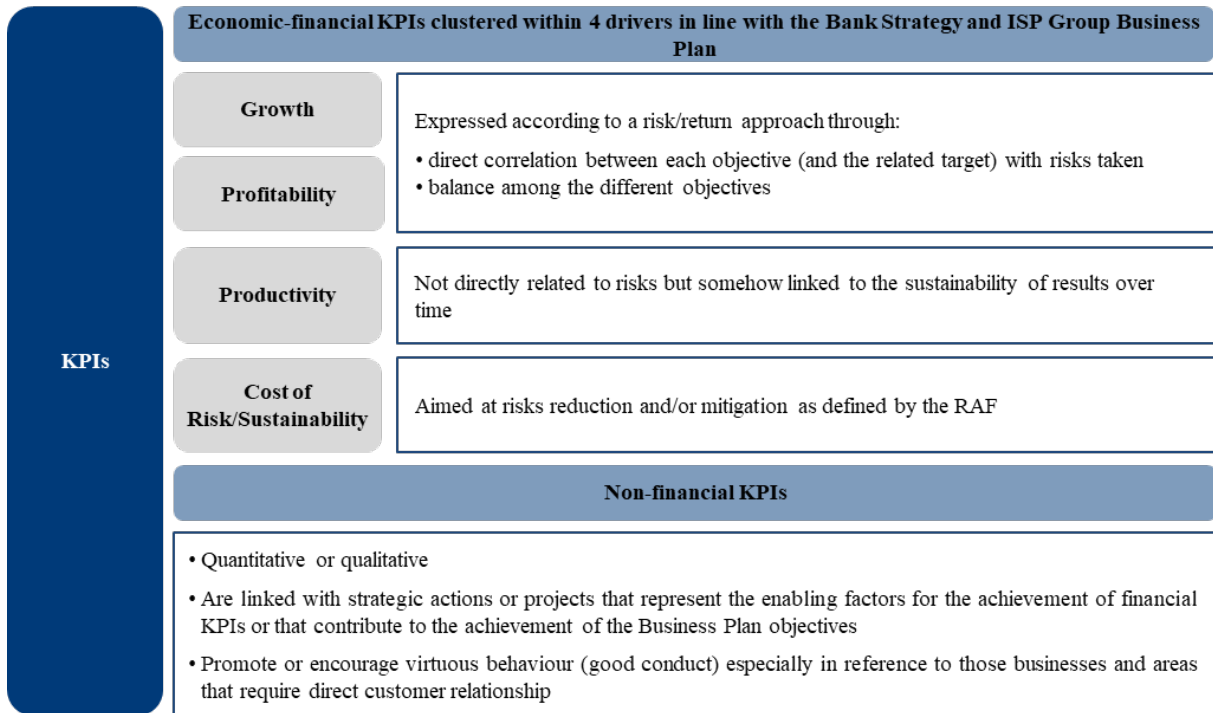 KPIs
Economic-financial KPIs clustered within 4 drivers in line with the Bank Strategy and ISP Group Business
Plan
Growth
Profitability
Expressed according to a risk/return approach through:
• direct correlation between each objective (and the related target) with risks taken
• balance among the different objectives
Productivity
Not directly related to risks but somehow linked to the sustainability of results over
time
Cost of
Risk/Sustainability
Aimed at risks reduction and/or mitigation as defined by the RAF
Non-financial KPIs
• Quantitative or qualitative
• Are linked with strategic actions or projects that represent the enabling factors for the achievement of financial
KPIs or that contribute to the achievement of the Business Plan objectives
• Promote or encourage virtuous behaviour (good conduct) especially in reference to those businesses and areas
that require direct customer relationship